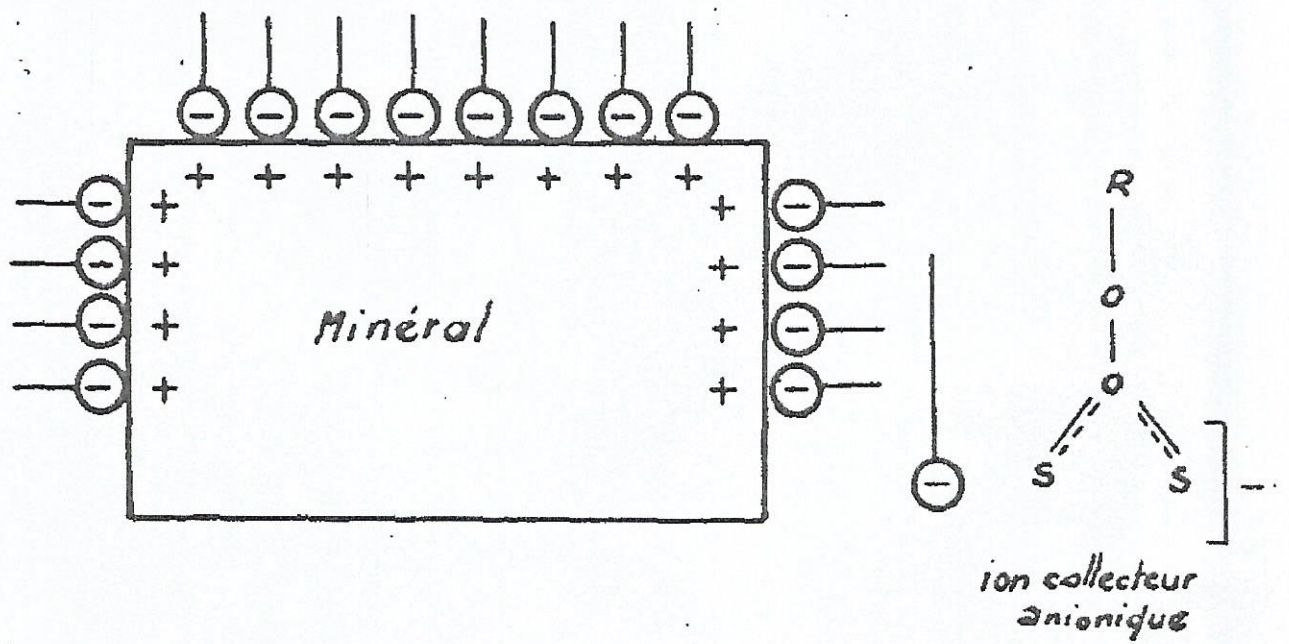 - - - - - - - -
+ + + + + + + +
- + + -
- + + -
- + Minéral + -
- + + -
R
O
O
S S ] -
-
ion collecteur
anionique